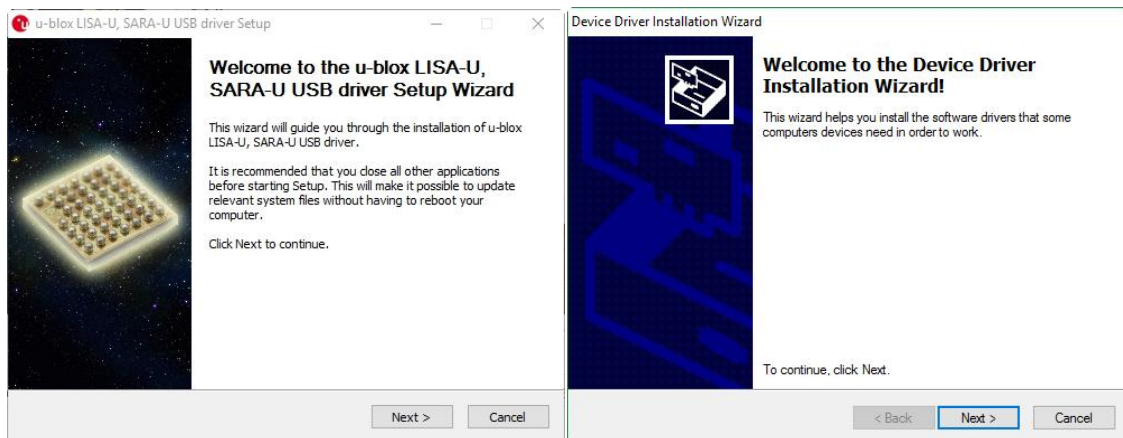 u-blox LISA-U, SARA-U USB driver Setup
Welcome to the u-blox LISA-U,
SARA-U USB driver Setup Wizard
This wizard will guide you through the installation of u-blox
LISA-U, SARA-U USB driver.
It is recommended that you close all other applications
before starting Setup. This will make it possible to update
relevant system files without having to reboot your
computer.
Click Next to continue.
Next >
Cancel
Device Driver Installation Wizard
Welcome to the Device Driver
Installation Wizard!
This wizard helps you install the software drivers that some
computers devices need in order to work.
To continue, click Next.
< Back
Next >
Cancel